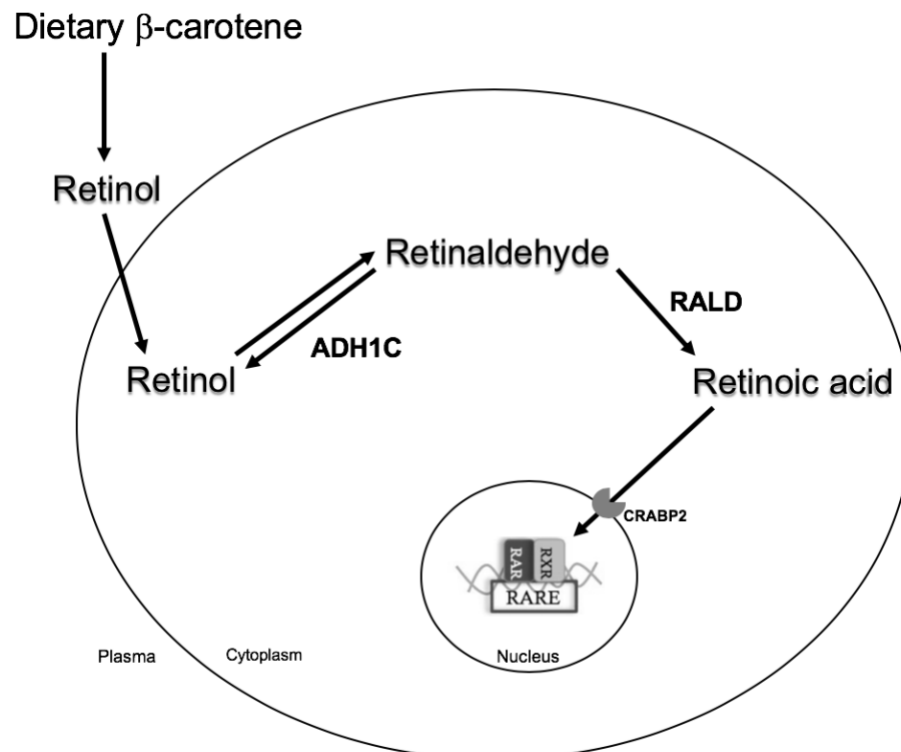 Dietary β-carotene
Retinol
Retinaldehyde
RALD
ADH1C
Retinol
Retinoic acid
CRABP2
RAR
RXR
RARE
Plasma
Cytoplasm
Nucleus